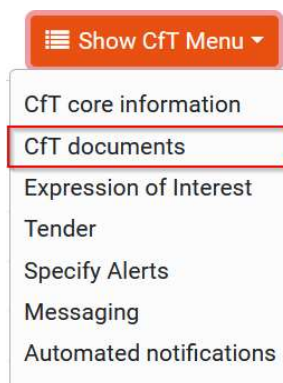 Show CfT Menu
CfT core information
CfT documents
Expression of Interest
Tender
Specify Alerts
Messaging
Automated notifications